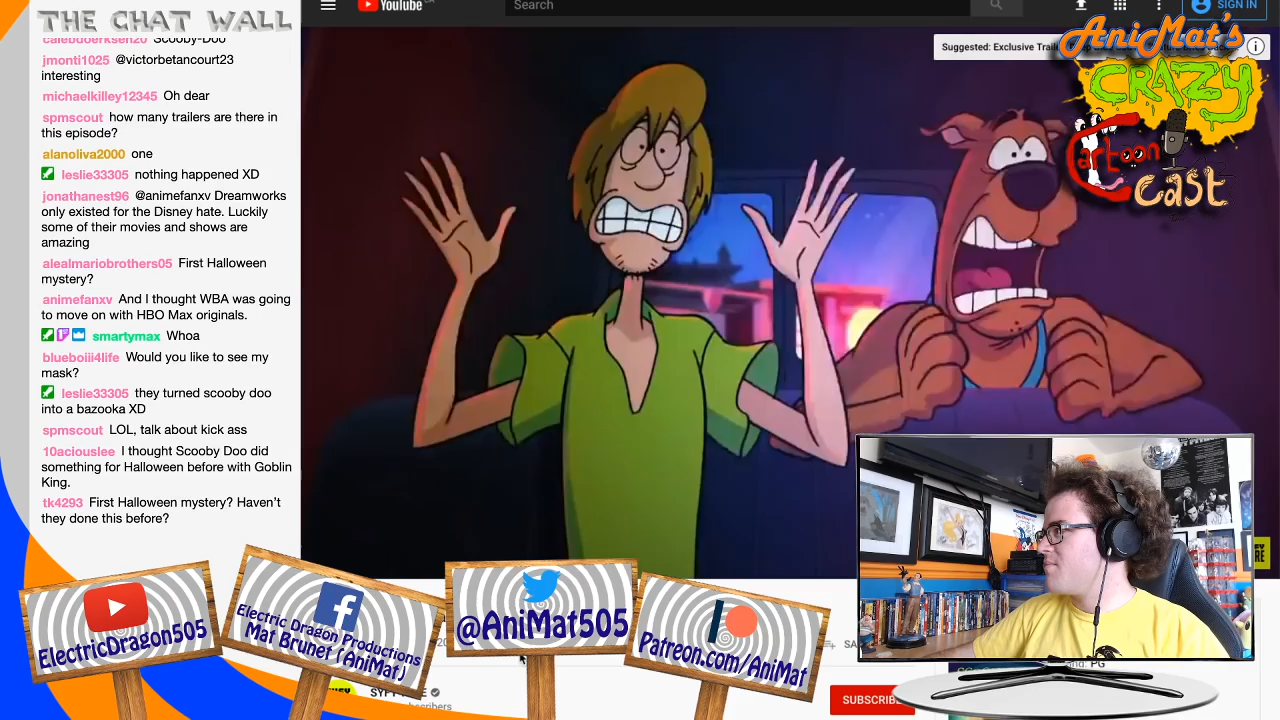 THE CHAT WALL
calebdoerksen20 Scooby-Doo
jmonti1025 @victorbetancourt23
interesting
michaelkilley12345 Oh dear
spmscout how many trailers are there in
this episode?
alanoliva2000 one
leslie33305 nothing happened XD
jonathanest96 @animefanxv Dreamworks
only existed for the Disney hate. Luckily
some of their movies and shows are
amazing
alealmariobrothers05 First Halloween
mystery?
animefanxv And I thought WBA was going
to move on with HBO Max originals.
smartymax Whoa
blueboiii4life Would you like to see my
mask?
leslie33305 they turned scooby doo
into a bazooka XD
spmscout LOL, talk about kick ass
10aciouslee I thought Scooby Doo did
something for Halloween before with Goblin
King.
tk4293 First Halloween mystery? Haven't
they done this before?
YouTube
Search
SIGN IN
Suggested: Exclusive
AniMat's
CRAZY
Cartoon
Cast
ElectricDragon505
Electric Dragon Productions
Mat Brunet (AniMat)
@AniMat505
Patreon.com/AniMat
SUBSCRIBE
PG